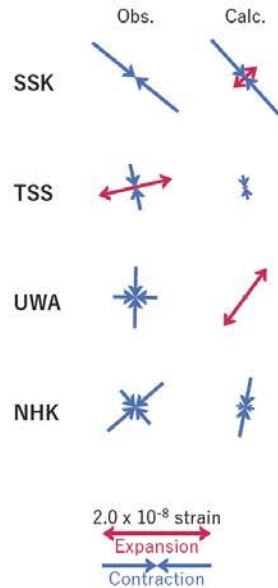 Obs. Calc.
SSK
TSS
UWA
NHK
2.0 x 10⁻⁸ strain
Expansion
Contraction